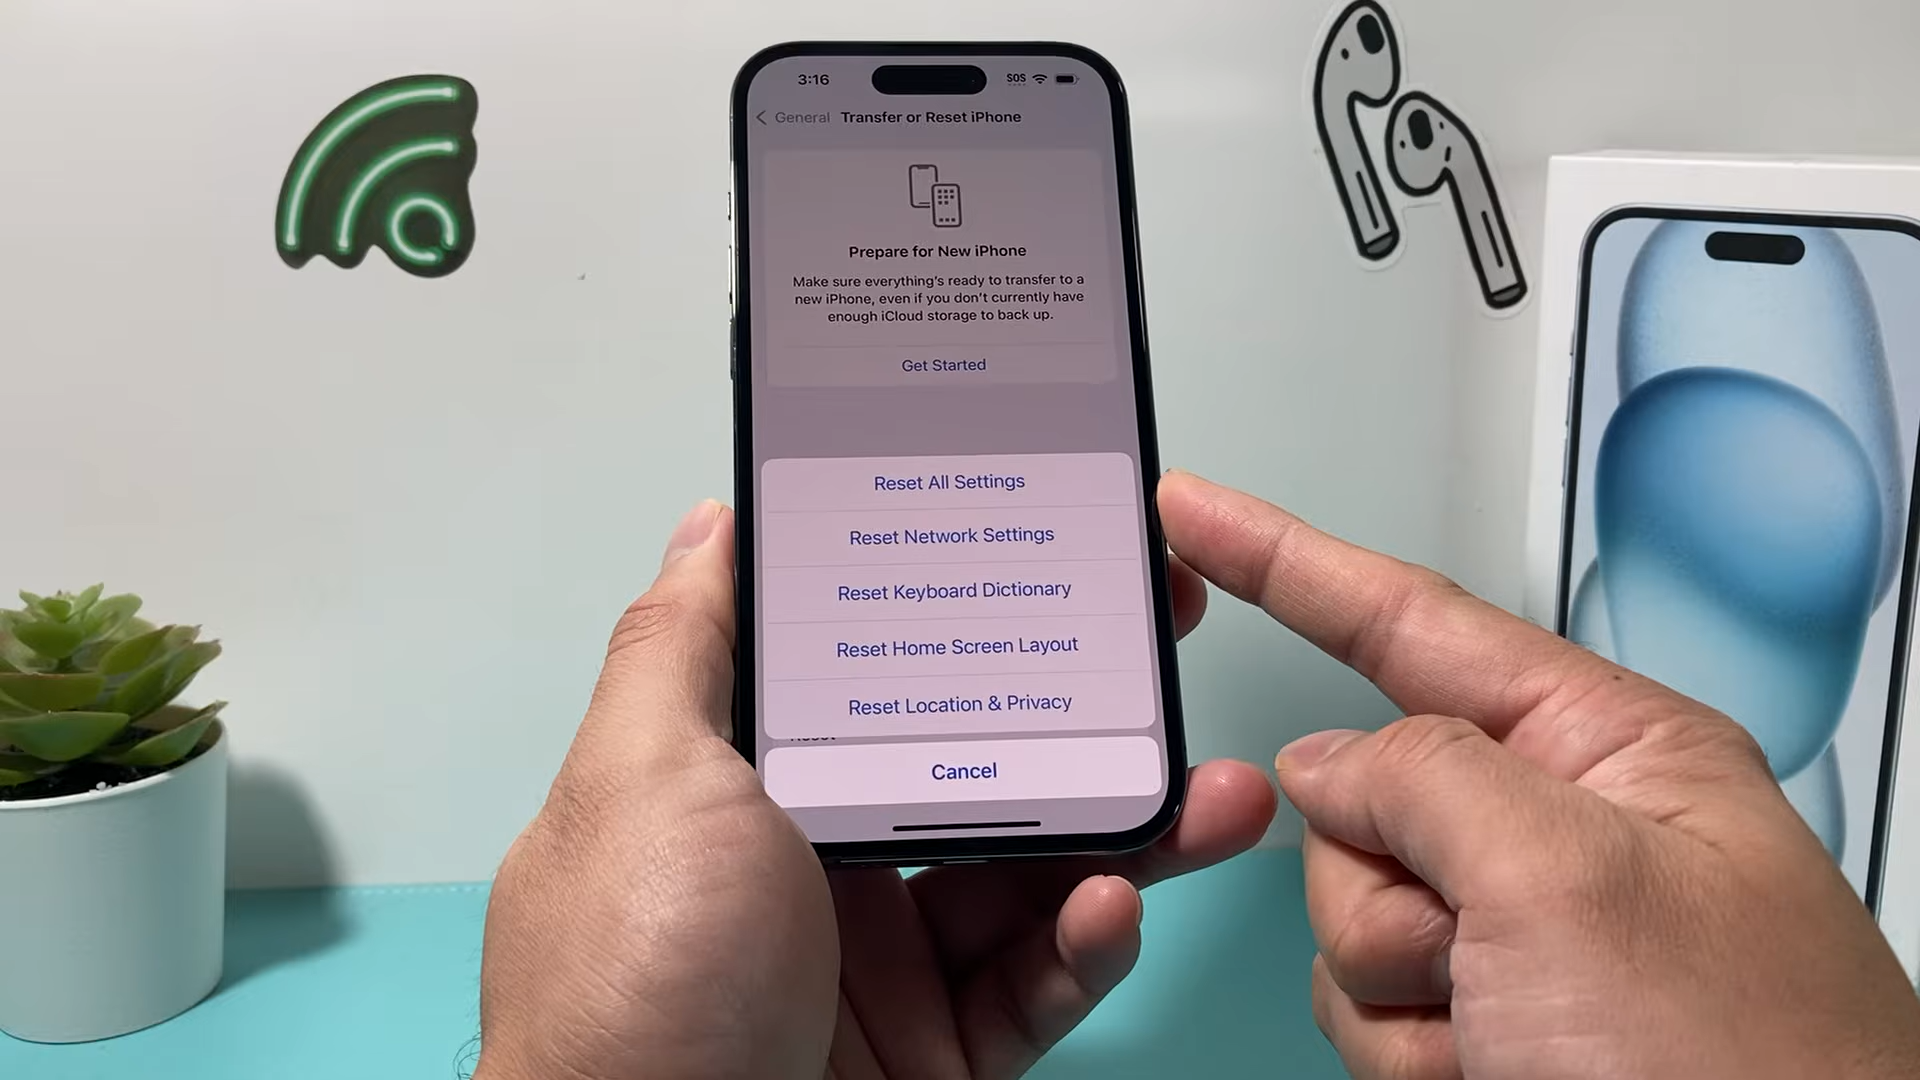 3:16 SOS
General Transfer or Reset iPhone
Prepare for New iPhone
Make sure everything's ready to transfer to a
new iPhone, even if you don't currently have
enough iCloud storage to back up.
Get Started
Reset All Settings
Reset Network Settings
Reset Keyboard Dictionary
Reset Home Screen Layout
Reset Location & Privacy
Reset
Cancel